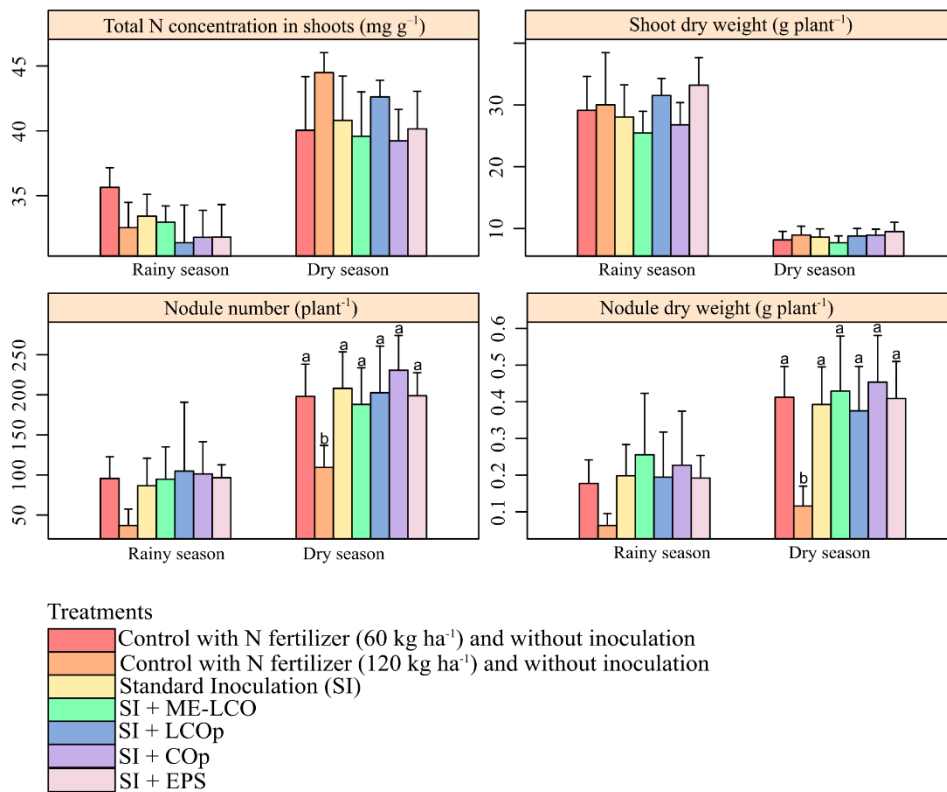 Total N concentration in shoots (mg g⁻¹)
45
40
35
Rainy season
Dry season
Shoot dry weight (g plant⁻¹)
30
20
10
Rainy season
Dry season
Nodule number (plant⁻¹)
250
200
150
100
50
a
b
a
a
a
a
a
Rainy season
Dry season
Nodule dry weight (g plant⁻¹)
0.6
0.5
0.4
0.3
0.2
0.1
a
b
a
a
a
a
a
Rainy season
Dry season
Treatments
Control with N fertilizer (60 kg ha⁻¹) and without inoculation
Control with N fertilizer (120 kg ha⁻¹) and without inoculation
Standard Inoculation (SI)
SI + ME-LCO
SI + LCOp
SI + COp
SI + EPS